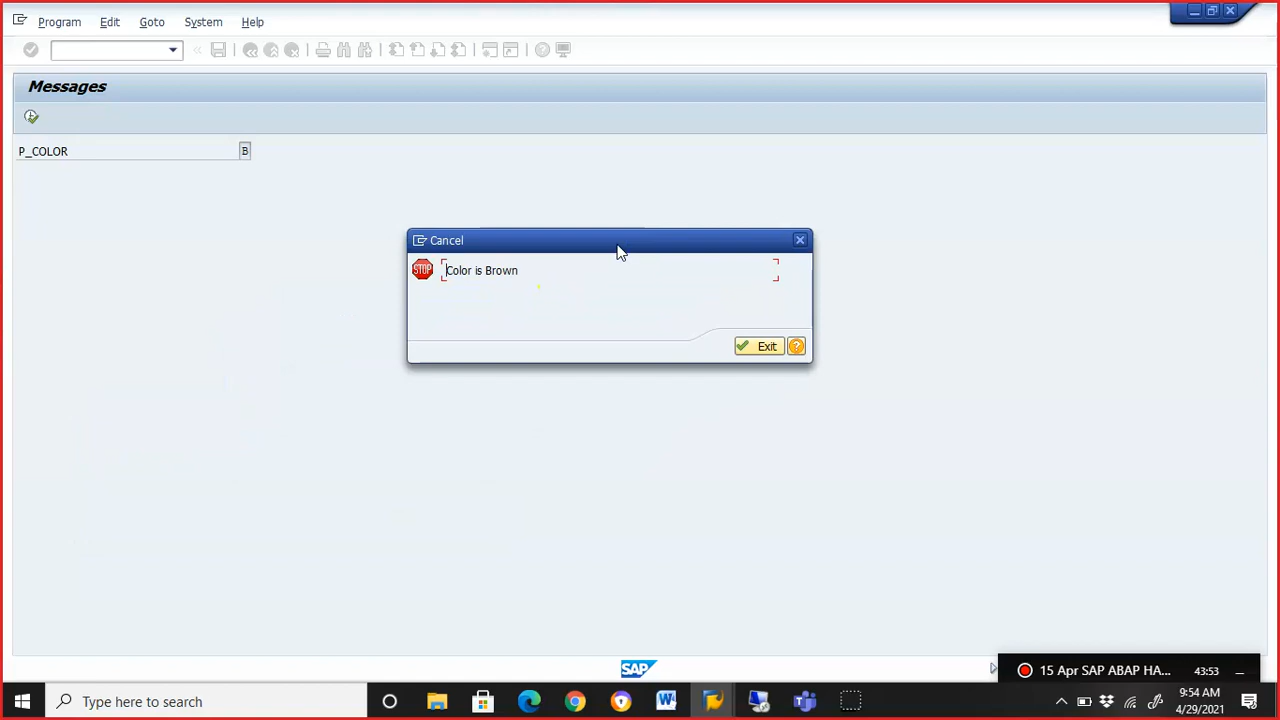 Program Edit Goto System Help
Messages
P_COLOR B
Cancel
STOP Color is Brown
Exit
SAP
15 Apr SAP ABAP HA... 43:53
Type here to search
9:54 AM
4/29/2021